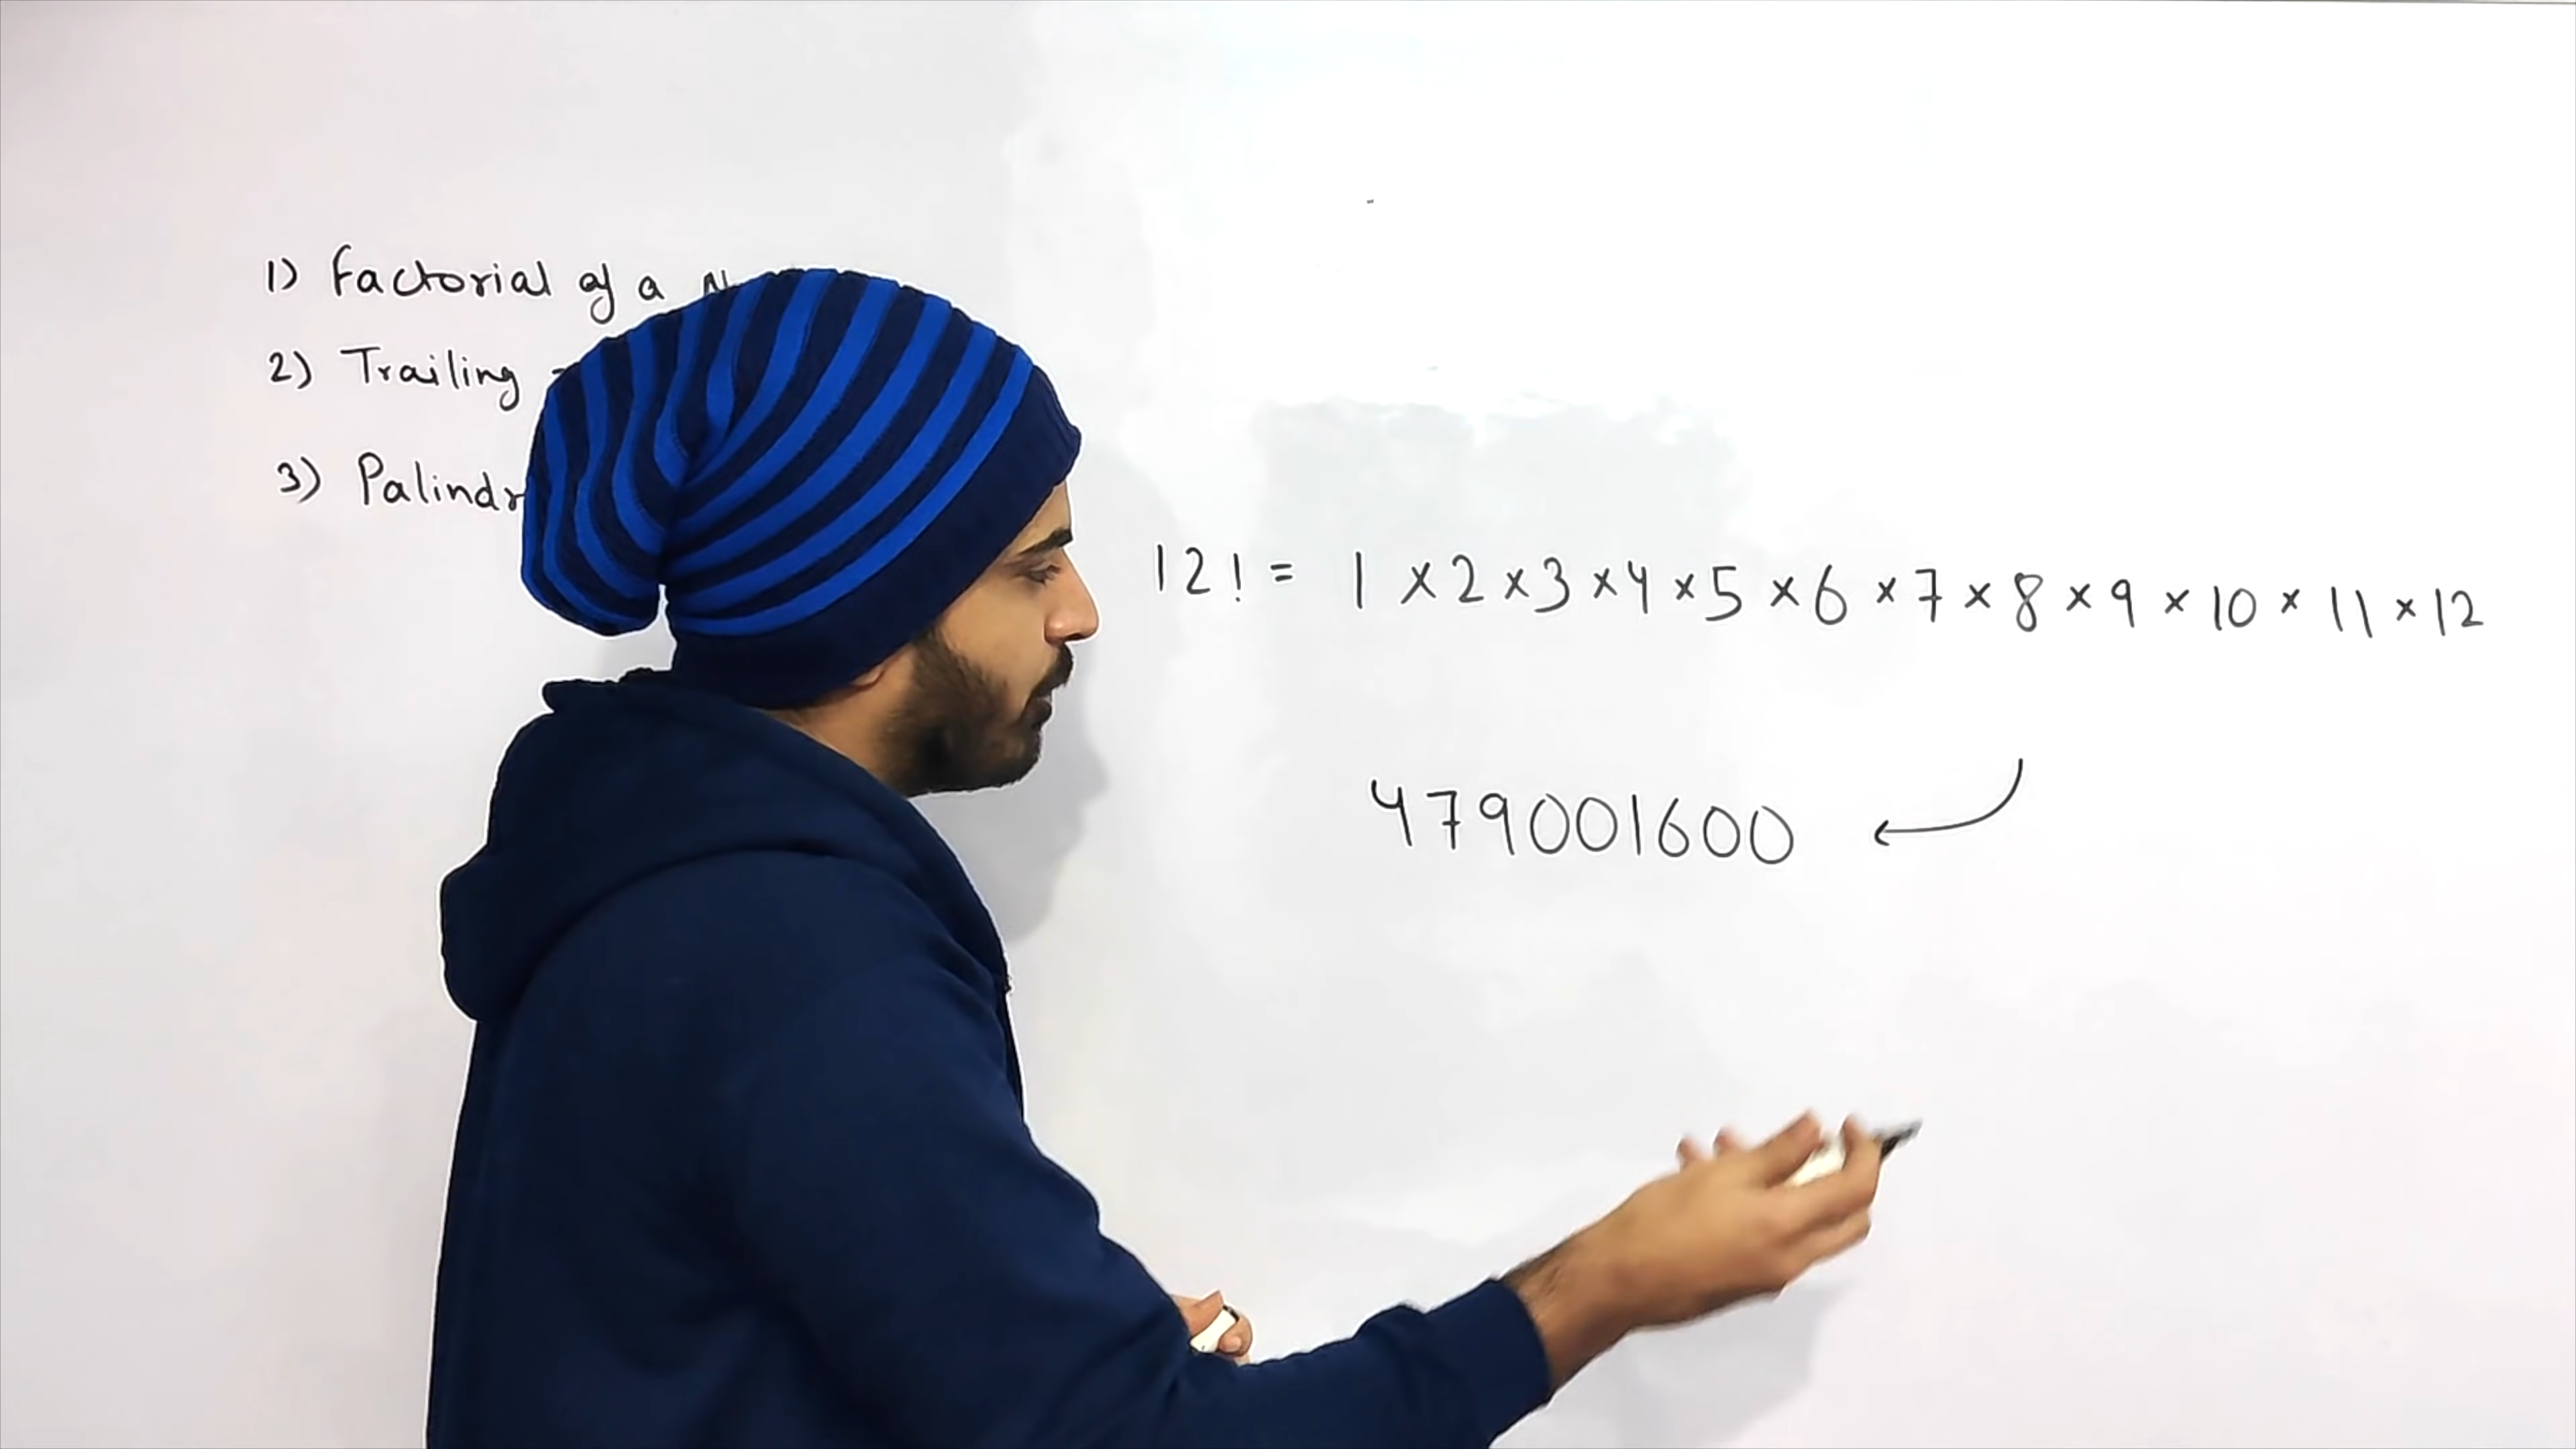 1) Factorial of a
2) Trailing
3) Palindr
12! = 1 × 2 × 3 × 4 × 5 × 6 × 7 × 8 × 9 × 10 × 11 × 12
479001600